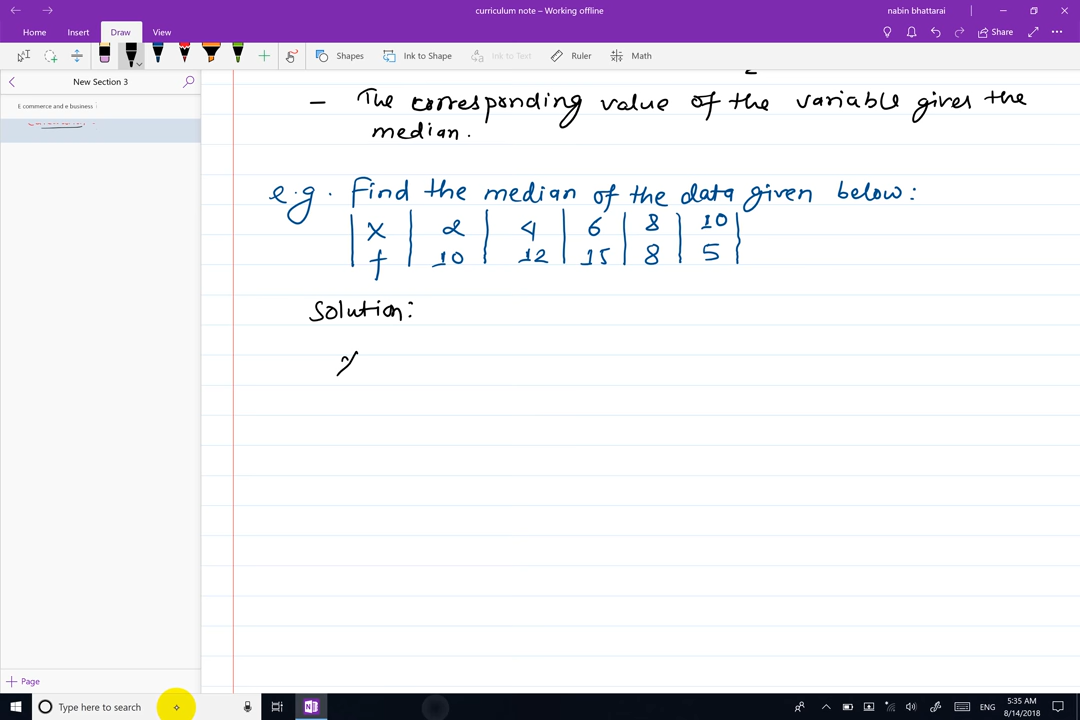 curriculum note – Working offline
nabin bhattarai
Home Insert Draw View
Share
Shapes Ink to Shape Ink to Text Ruler Math
New Section 3
E commerce and e business
– The corresponding value of the variable gives the
median.
e.g. Find the median of the data given below:
x 2 4 6 8 10
f 10 12 15 8 5
Solution:
x
+ Page
Type here to search
ENG
5:35 AM
8/14/2018